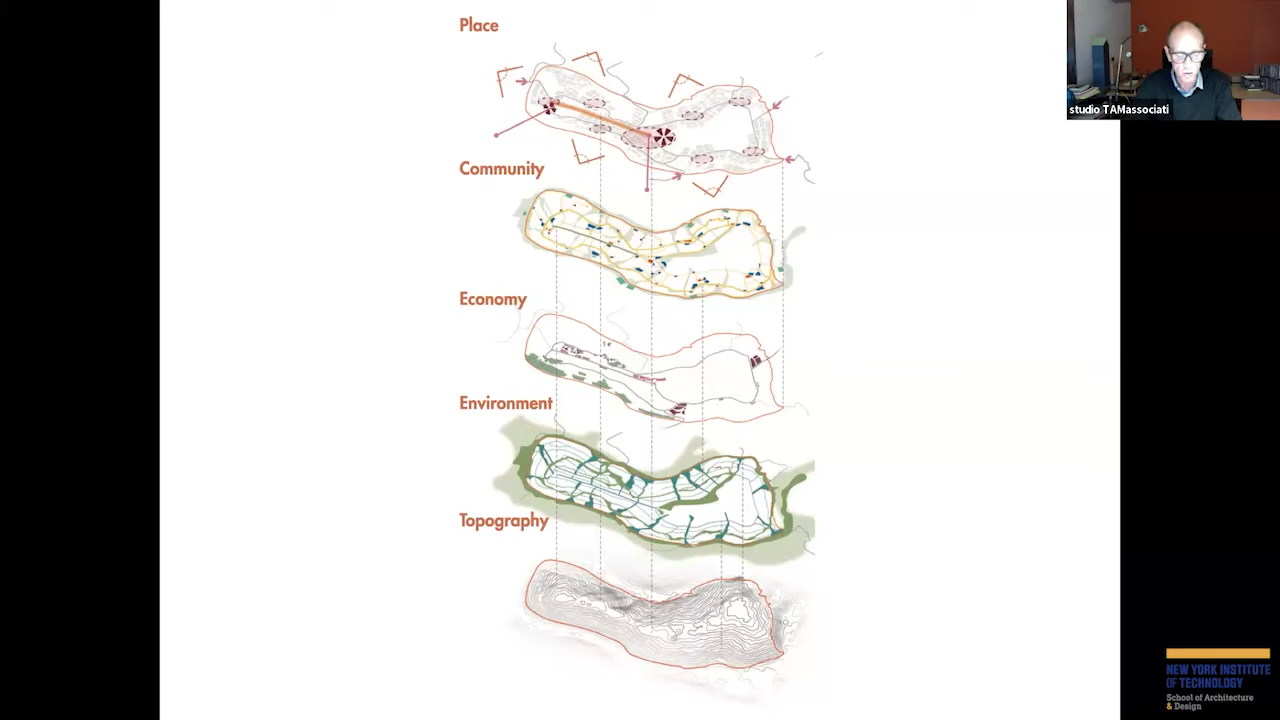 Place
studio TAMassociati
Community
Economy
Environment
Topography
NEW YORK INSTITUTE
OF TECHNOLOGY
School of Architecture
& Design